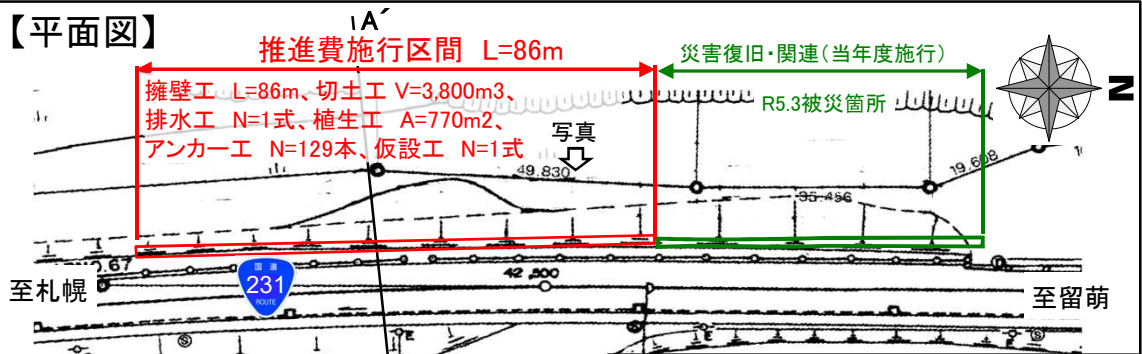 【平面図】
A´
推進費施行区間 L=86m
災害復旧・関連(当年度施行)
擁壁工 L=86m、切土工 V=3,800m3、
排水工 N=1式、植生工 A=770m2、
アンカー工 N=129本、仮設工 N=1式
R5.3被災箇所
N
写真
49.830
19.608
35.456
国道
231
ROUTE
42,800
至札幌
至留萌
E
E